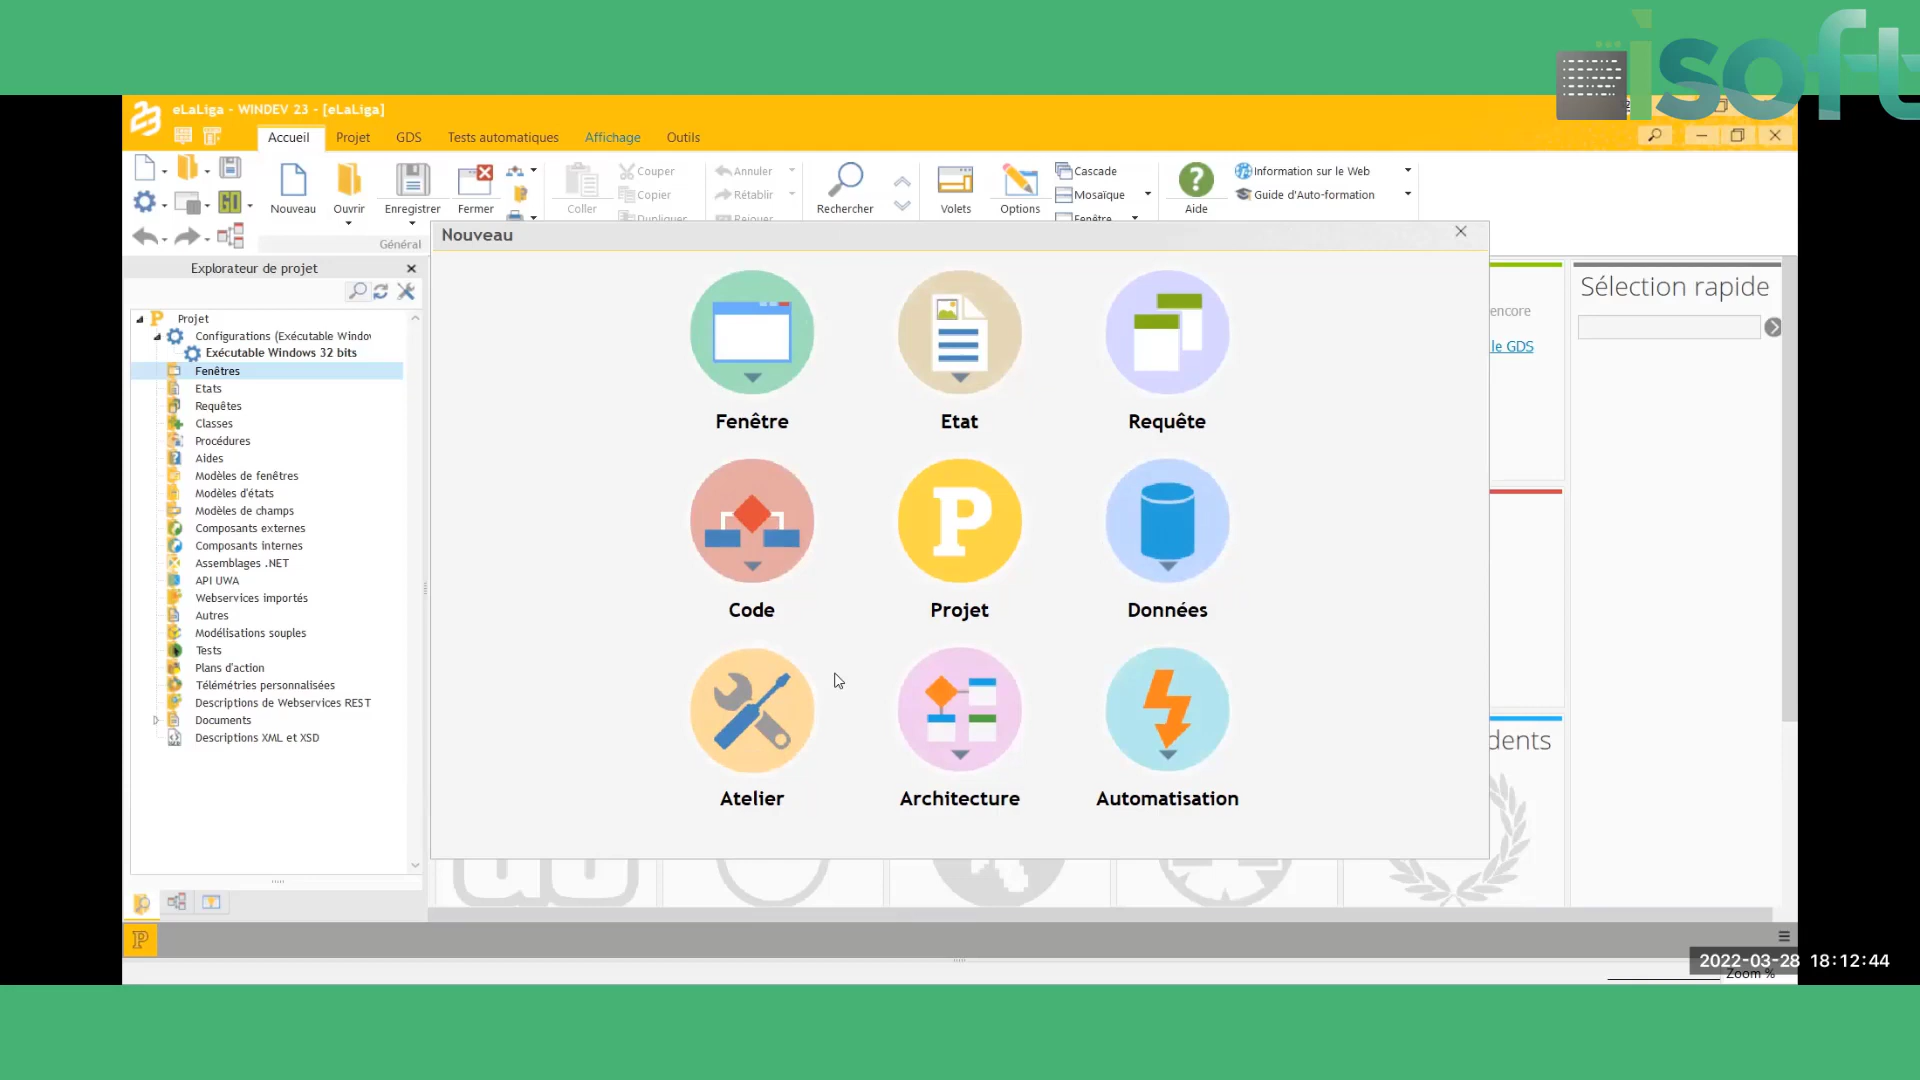 isoft
eLaLiga - WINDEV 23 - [eLaLiga]
Accueil
Projet
GDS
Tests automatiques
Affichage
Outils
Nouveau
Ouvrir
Enregistrer
Fermer
Coller
Couper
Copier
Dupliquer
Annuler
Rétablir
Rejouer
Rechercher
Volets
Options
Cascade
Mosaïque
Fenêtre
Aide
Information sur le Web
Guide d'Auto-formation
Général
Nouveau
Explorateur de projet
Projet
Configurations (Exécutable Windov
Exécutable Windows 32 bits
Fenêtres
Etats
Requêtes
Classes
Procédures
Aides
Modèles de fenêtres
Modèles d'états
Modèles de champs
Composants externes
Composants internes
Assemblages .NET
API UWA
Webservices importés
Autres
Modélisations souples
Tests
Plans d'action
Télémétries personnalisées
Descriptions de Webservices REST
Documents
Descriptions XML et XSD
Fenêtre
Etat
Requête
Code
P
Projet
Données
Atelier
Architecture
Automatisation
encore
le GDS
dents
Sélection rapide
2022-03-28 18:12:44
Zoom %